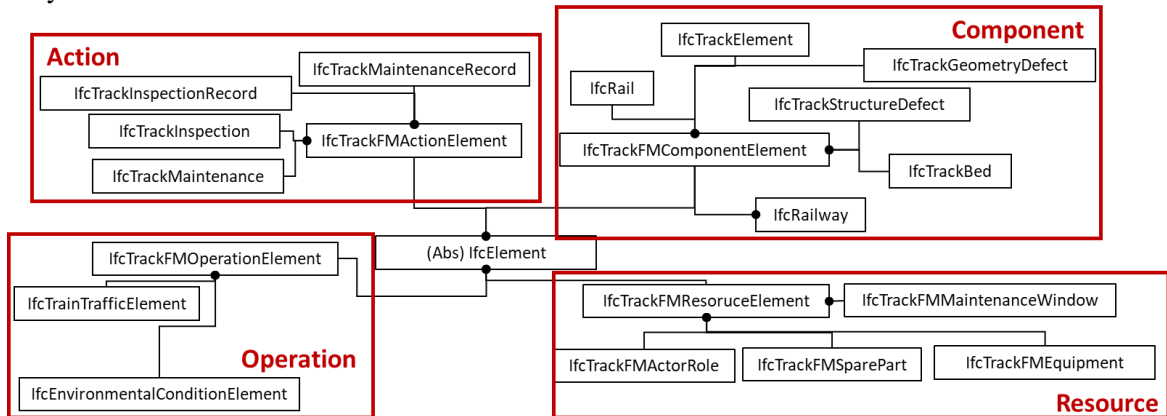 Action
IfcTrackMaintenanceRecord
IfcTrackInspectionRecord
IfcTrackInspection
IfcTrackFMActionElement
IfcTrackMaintenance
Component
IfcTrackElement
IfcTrackGeometryDefect
IfcRail
IfcTrackStructureDefect
IfcTrackFMComponentElement
IfcTrackBed
IfcRailway
(Abs) IfcElement
IfcTrackFMOperationElement
IfcTrainTrafficElement
Operation
IfcEnvironmentalConditionElement
IfcTrackFMResoruceElement
IfcTrackFMMaintenanceWindow
IfcTrackFMActorRole
IfcTrackFMSparePart
IfcTrackFMEquipment
Resource